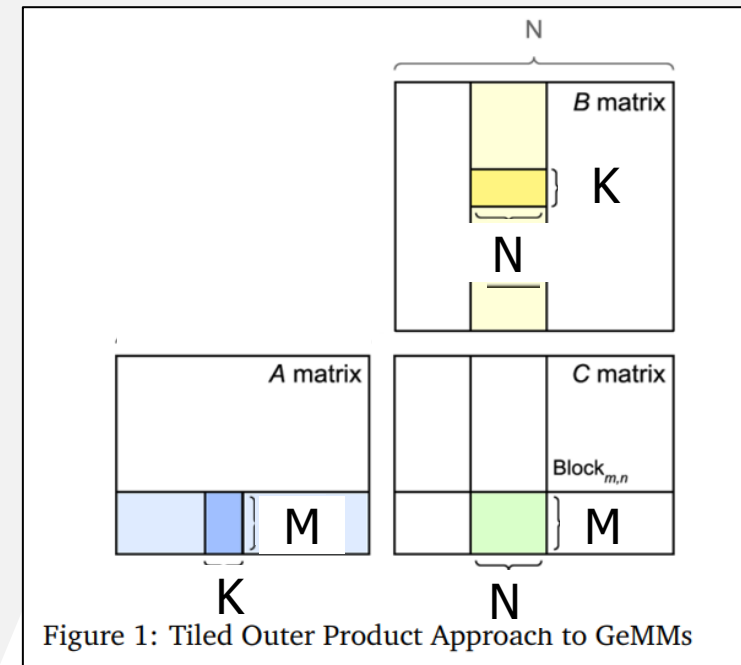 N
B matrix
K
N
A matrix
C matrix
Block m,n
M
M
K
N
Figure 1: Tiled Outer Product Approach to GeMMs